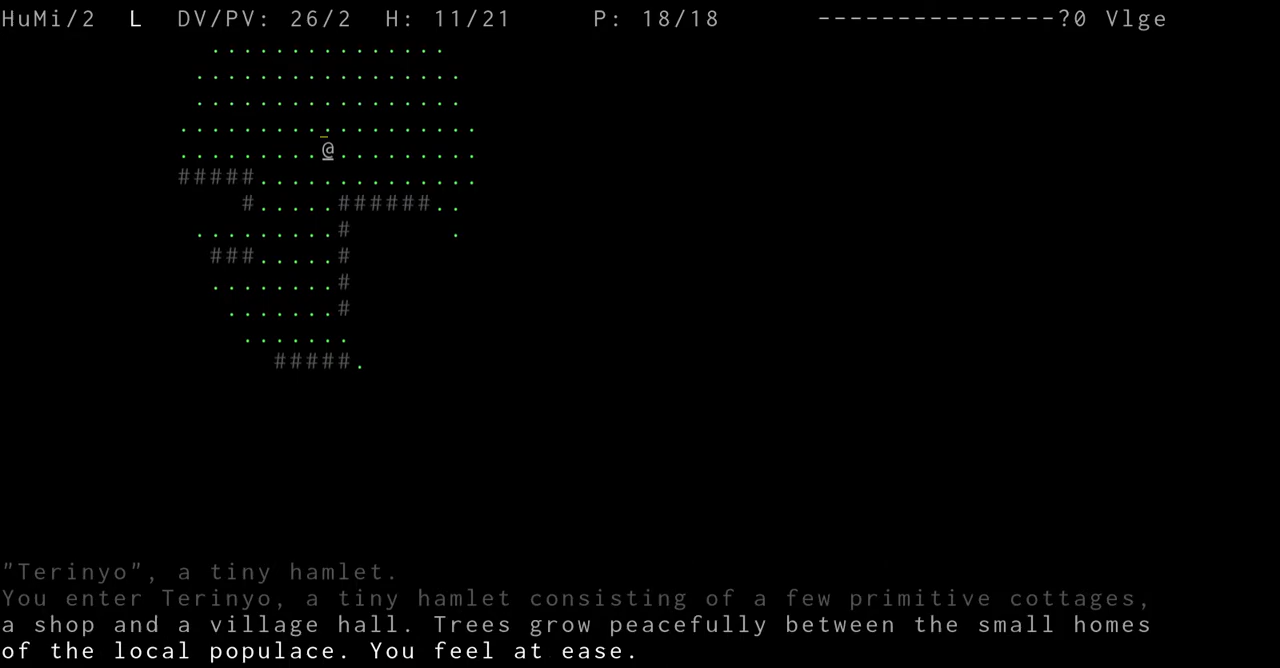 HuMi/2  L  DV/PV: 26/2  H: 11/21     P: 18/18      ---------------?0 Vlge
. . . . . . . . . . . . . . .
. . . . . . . . . . . . . . . . .
. . . . . . . . . . . . . . . . .
. . . . . . . . . . . . . . . . . . .
. . . . . . . . . @ . . . . . . . . .
##### . . . . . . . . . . . . . .
# . . . . . ###### . .
. . . . . . . . . # .
### . . . . . #
. . . . . . . . #
. . . . . . . #
. . . . . . .
##### .
"Terinyo", a tiny hamlet.
You enter Terinyo, a tiny hamlet consisting of a few primitive cottages,
a shop and a village hall. Trees grow peacefully between the small homes
of the local populace. You feel at ease.